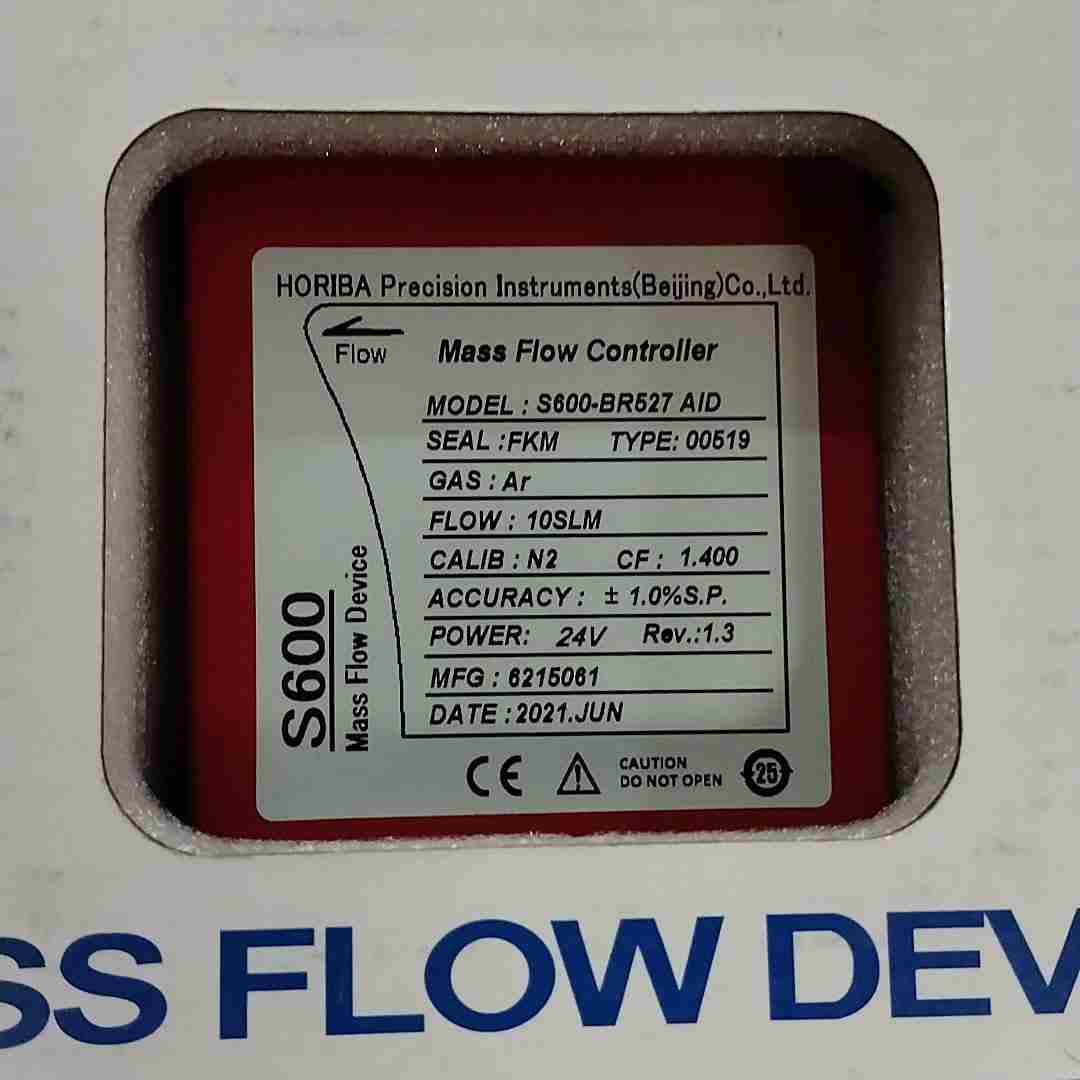 HORIBA Precision Instruments(Beijing)Co.,Ltd.
Flow
Mass Flow Controller
MODEL : S600-BR527 AID
SEAL :FKM TYPE: 00519
GAS : Ar
FLOW : 10SLM
CALIB : N2 CF : 1.400
ACCURACY : ± 1.0%S.P.
POWER: 24V Rev.:1.3
MFG : 6215061
DATE : 2021.JUN
S600
Mass Flow Device
CE
CAUTION
DO NOT OPEN
25
SS FLOW DEV